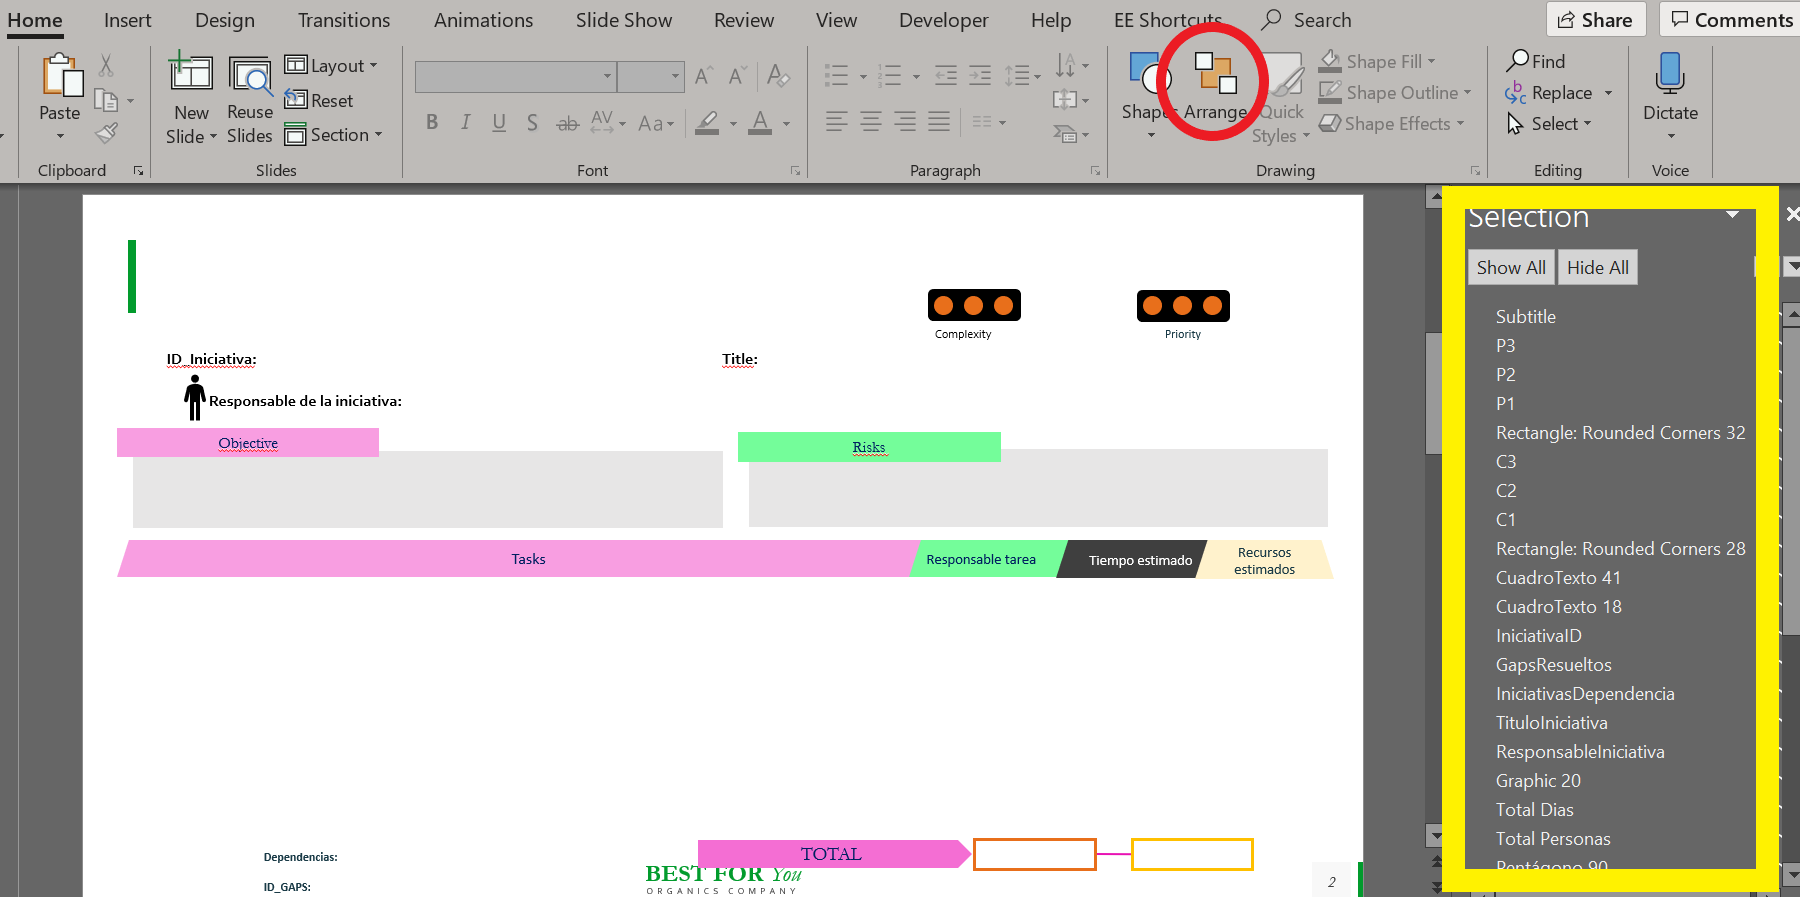 Home Insert Design Transitions Animations Slide Show Review View Developer Help EE Shortcuts Search Share Comments
Paste
New Slide
Reuse Slides
Layout
Reset
Section
B I U S ab AV Aa A
Shapes
Arrange
Quick Styles
Shape Fill
Shape Outline
Shape Effects
Find
Replace
Select
Dictate
Clipboard Slides Font Paragraph Drawing Editing Voice
Complexity
Priority
ID_Iniciativa:
Title:
Responsable de la iniciativa:
Objective
Risks
Tasks
Responsable tarea
Tiempo estimado
Recursos
estimados
TOTAL
Dependencias:
BEST FOR You
ORGANICS COMPANY
ID_GAPS:
2
Selection
Show All Hide All
Subtitle
P3
P2
P1
Rectangle: Rounded Corners 32
C3
C2
C1
Rectangle: Rounded Corners 28
CuadroTexto 41
CuadroTexto 18
IniciativaID
GapsResueltos
IniciativasDependencia
TituloIniciativa
ResponsableIniciativa
Graphic 20
Total Dias
Total Personas
Pentágono 90